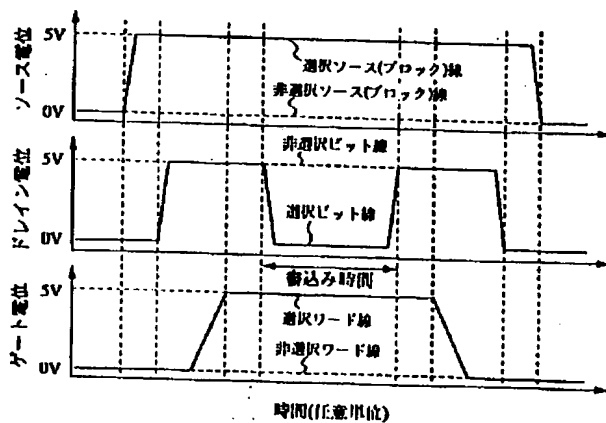 ソース電位
5V
0V
選択ソース(ブロック)線
非選択ソース(ブロック)線
ドレイン電位
5V
0V
非選択ビット線
選択ビット線
書込み時間
ゲート電位
5V
0V
選択ワード線
非選択ワード線
時間(任意単位)